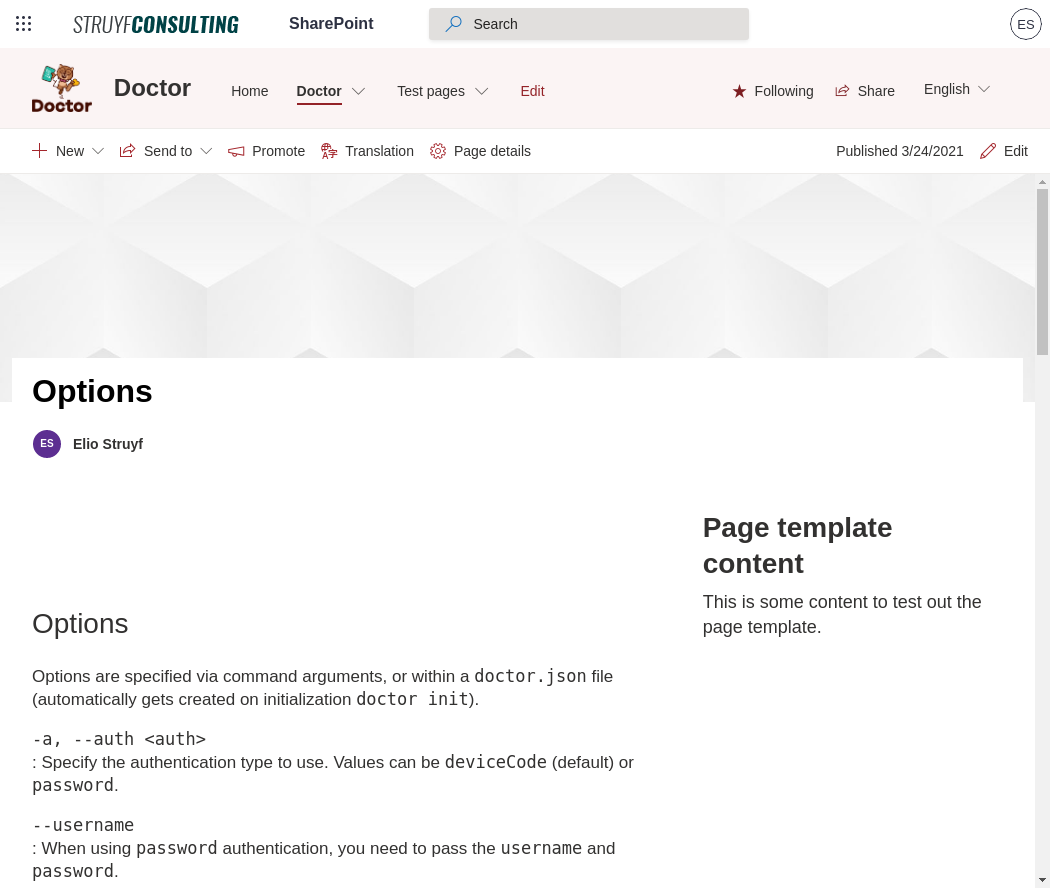 STRUYFCONSULTING SharePoint Search ES
Doctor Doctor Home Doctor Test pages Edit Following Share English
New Send to Promote Translation Page details Published 3/24/2021 Edit
Options
ES Elio Struyf
Page template
content
This is some content to test out the
page template.
Options
Options are specified via command arguments, or within a doctor.json file
(automatically gets created on initialization doctor init).
-a, --auth <auth>
: Specify the authentication type to use. Values can be deviceCode (default) or
password.
--username
: When using password authentication, you need to pass the username and
password.